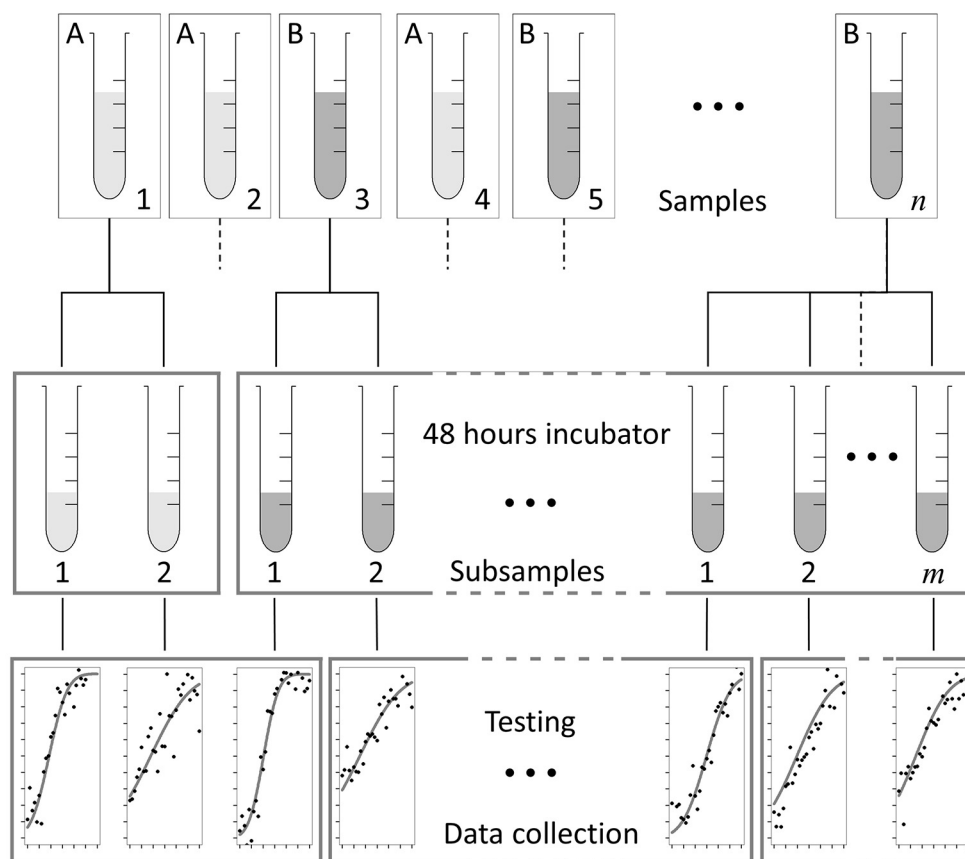 A A B A B B
1 2 3 4 5 Samples n
48 hours incubator
1 2 1 2 Subsamples 1 2 m
Testing
Data collection